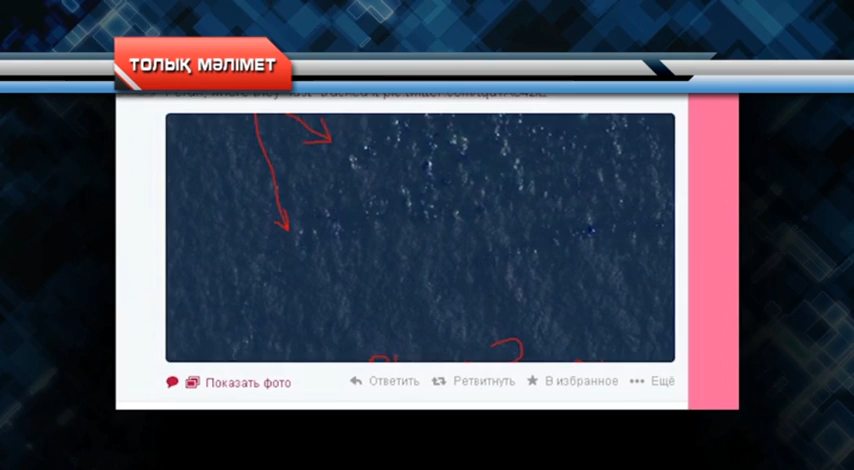 ТОЛЫҚ МӘЛІМЕТ
Показать фото
Ответить
Ретвитнуть
В избранное
Ещё